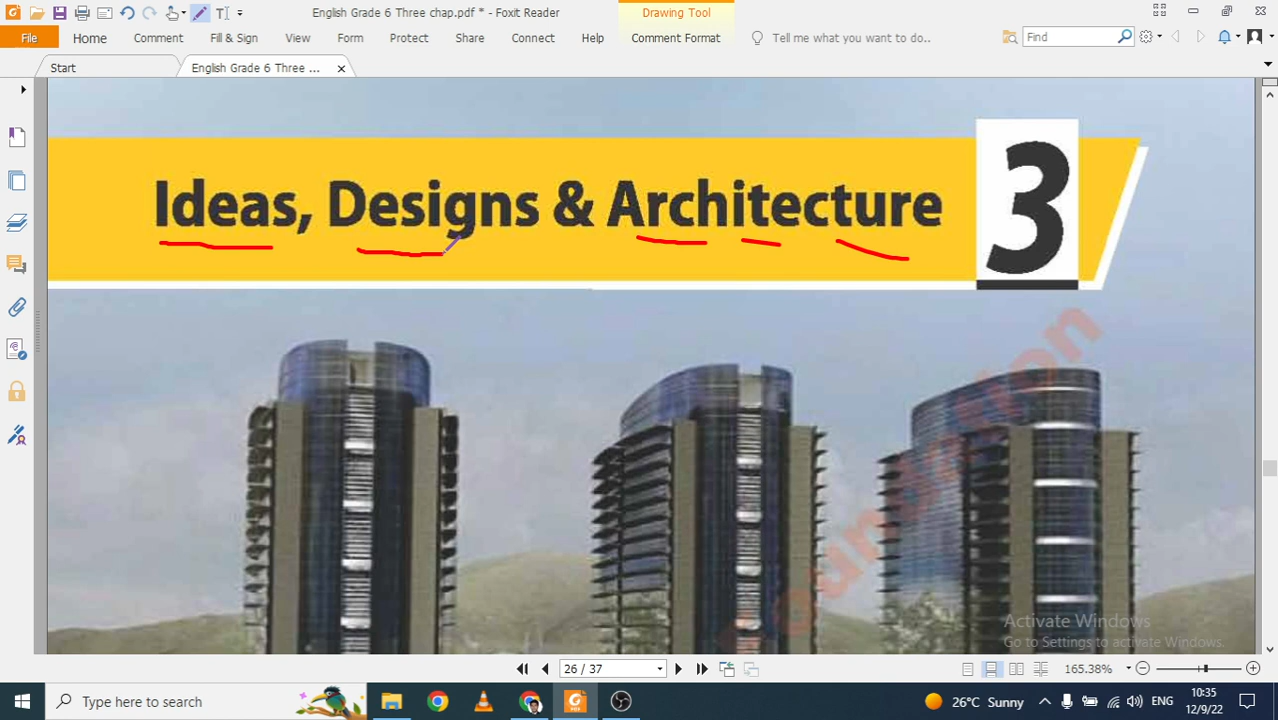 English Grade 6 Three chap.pdf * - Foxit Reader
Drawing Tool
File Home Comment Fill & Sign View Form Protect Share Connect Help Comment Format Tell me what you want to do.. Find
Start English Grade 6 Three ...
Ideas, Designs & Architecture 3
oundation
Activate Windows
Go to Settings to activate Windows.
26 / 37 165.38%
Type here to search 26°C Sunny ENG 10:35
12/9/22